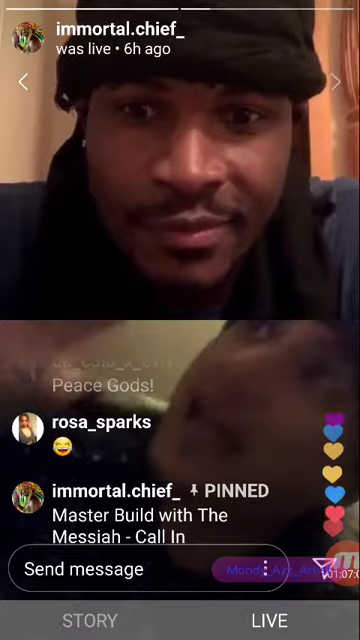 immortal.chief_
was live • 6h ago
Peace Gods!
rosa_sparks
immortal.chief_ PINNED
Master Build with The
Messiah - Call In
Send message
STORY LIVE